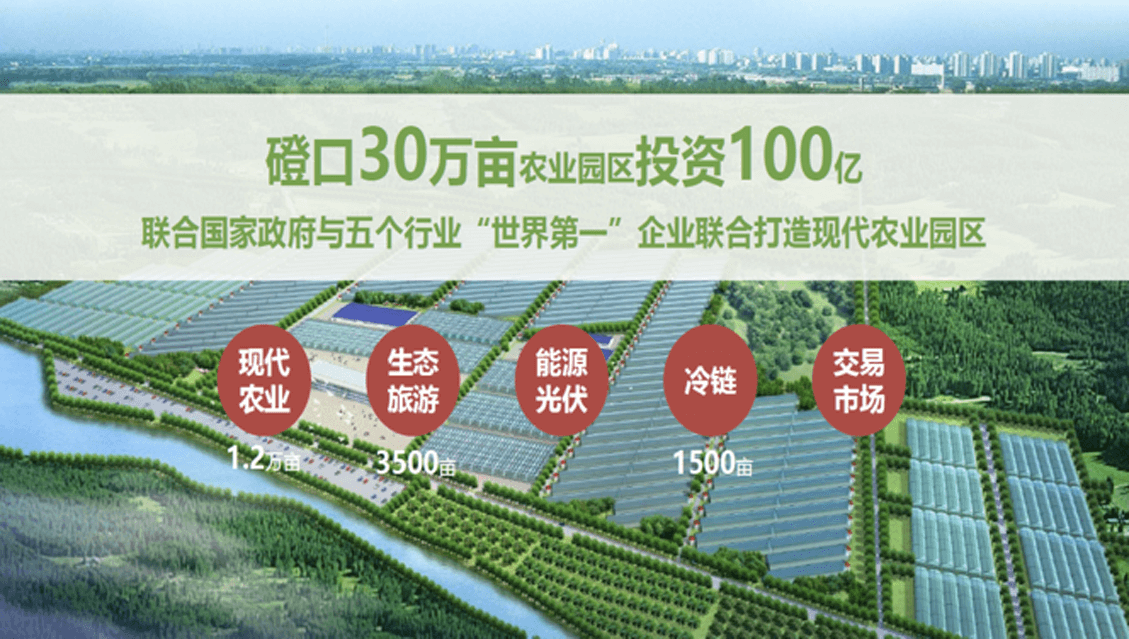 磴口30万亩农业园区投资100亿
联合国家政府与五个行业“世界第一”企业联合打造现代农业园区
现代
农业
生态
旅游
能源
光伏
冷链
交易
市场
1.2万亩
3500亩
1500亩